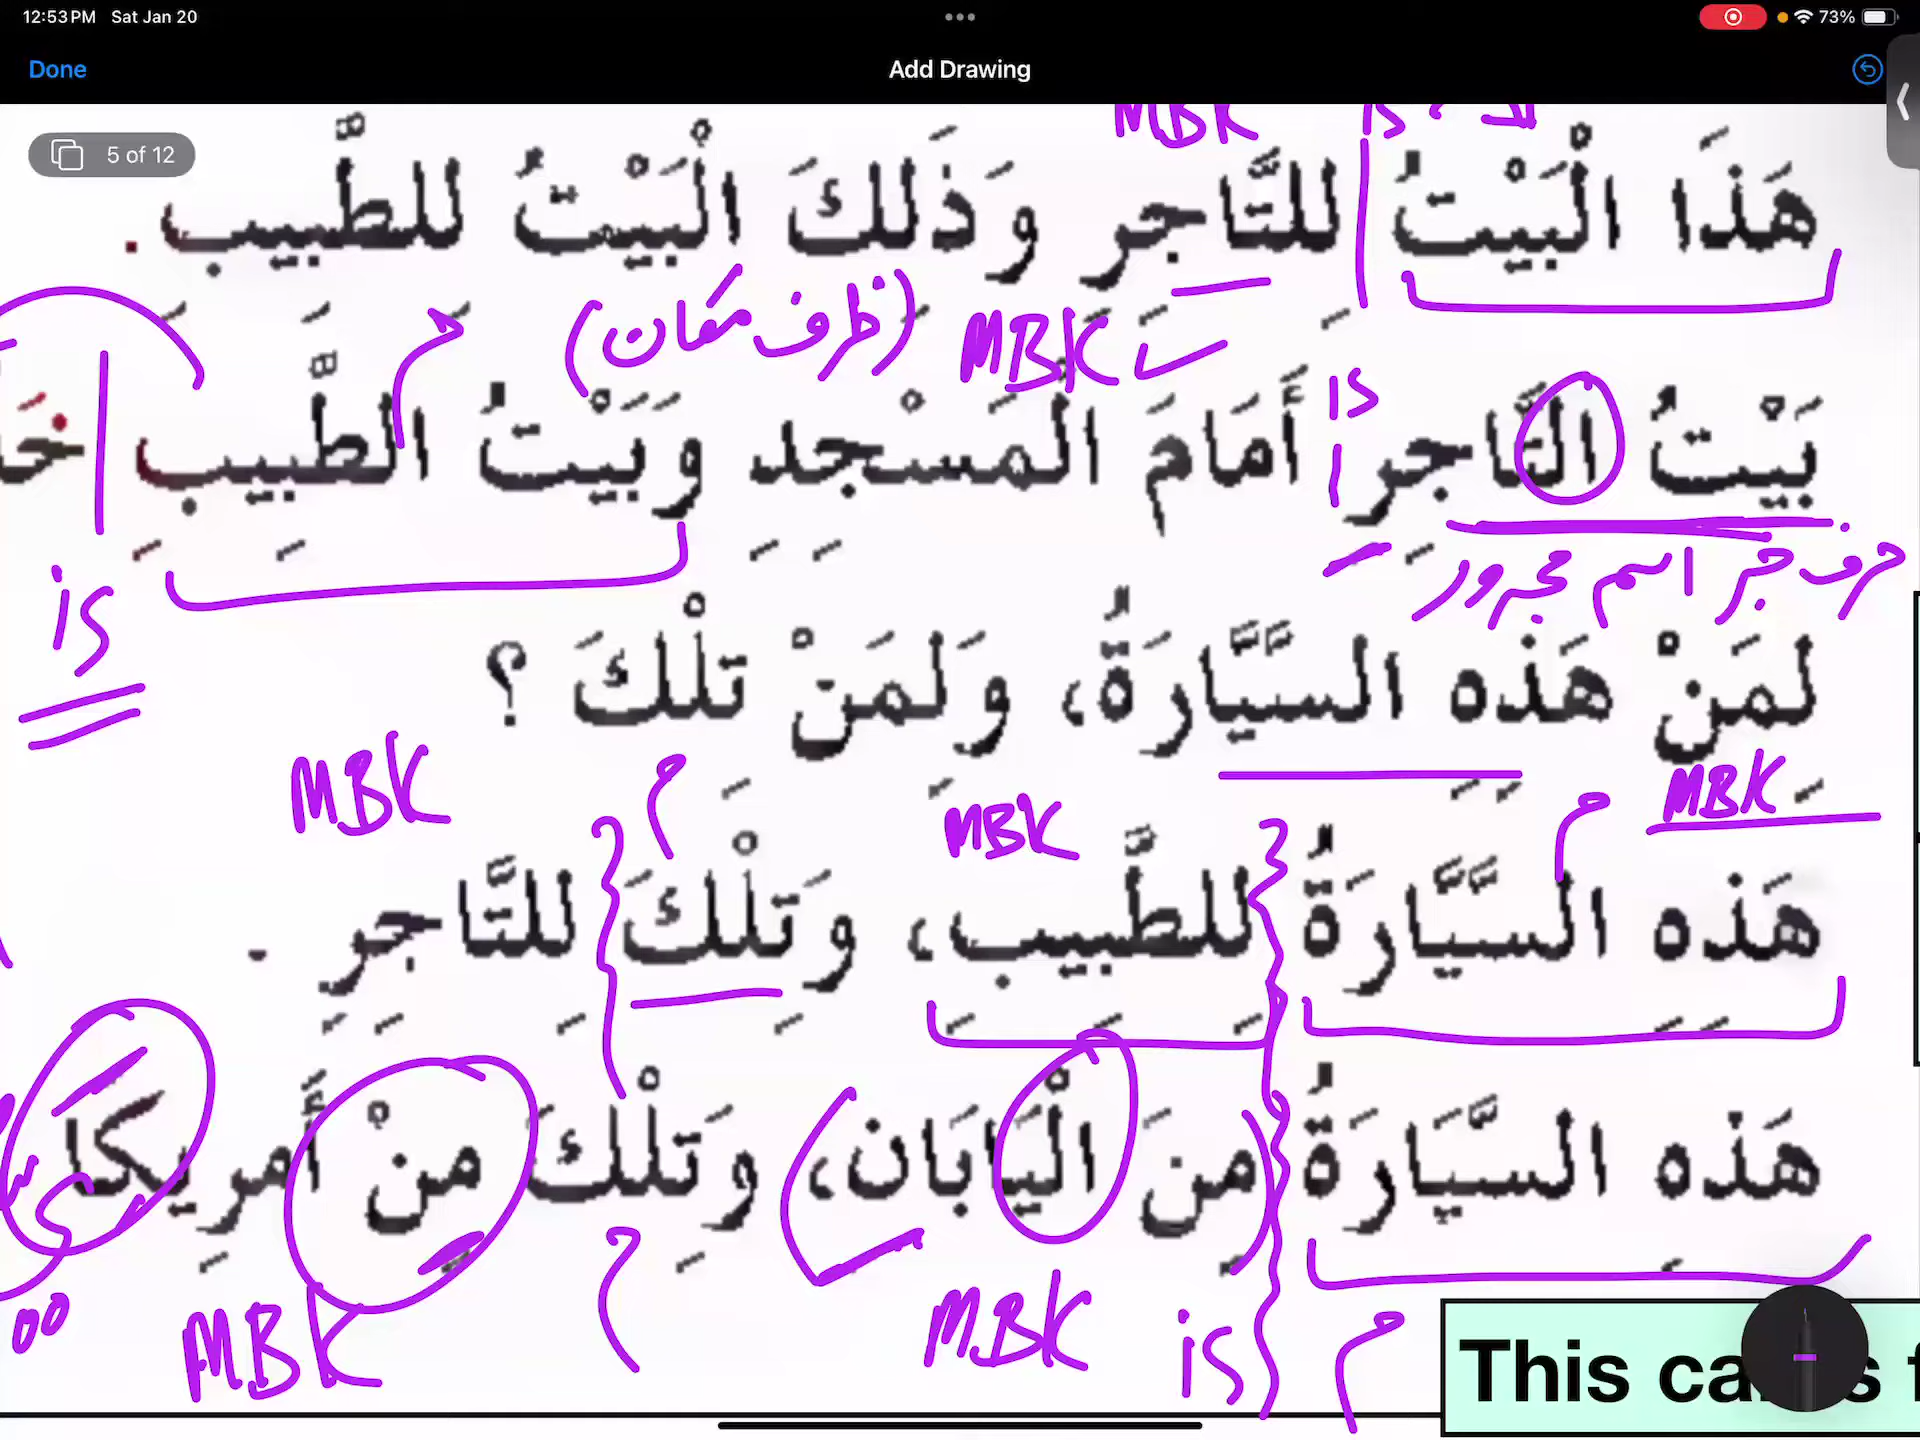 12:53 PM Sat Jan 20
73%
Done
Add Drawing
5 of 12
MBK is م
هَذَا الْبَيْتُ لِلتَّاجِرِ وَذَلِكَ الْبَيْتُ لِلطَّبِيبِ.
(ظرف مكان) MBK
is
بَيْتُ التَّاجِرِ أَمَامَ الْمَسْجِدِ وَبَيْتُ الطَّبِيبِ
حرف جر اسم مجرور
is
لِمَنْ هَذِهِ السَّيَّارَةُ، وَلِمَنْ تِلْكَ ؟
MBK م MBK م MBK
هَذِهِ السَّيَّارَةُ لِلطَّبِيبِ، وَتِلْكَ لِلتَّاجِرِ .
هَذِهِ السَّيَّارَةُ مِنَ الْيَابَانِ، وَتِلْكَ مِنْ أَمْرِيكَا
MBK م MBK is م
This ca